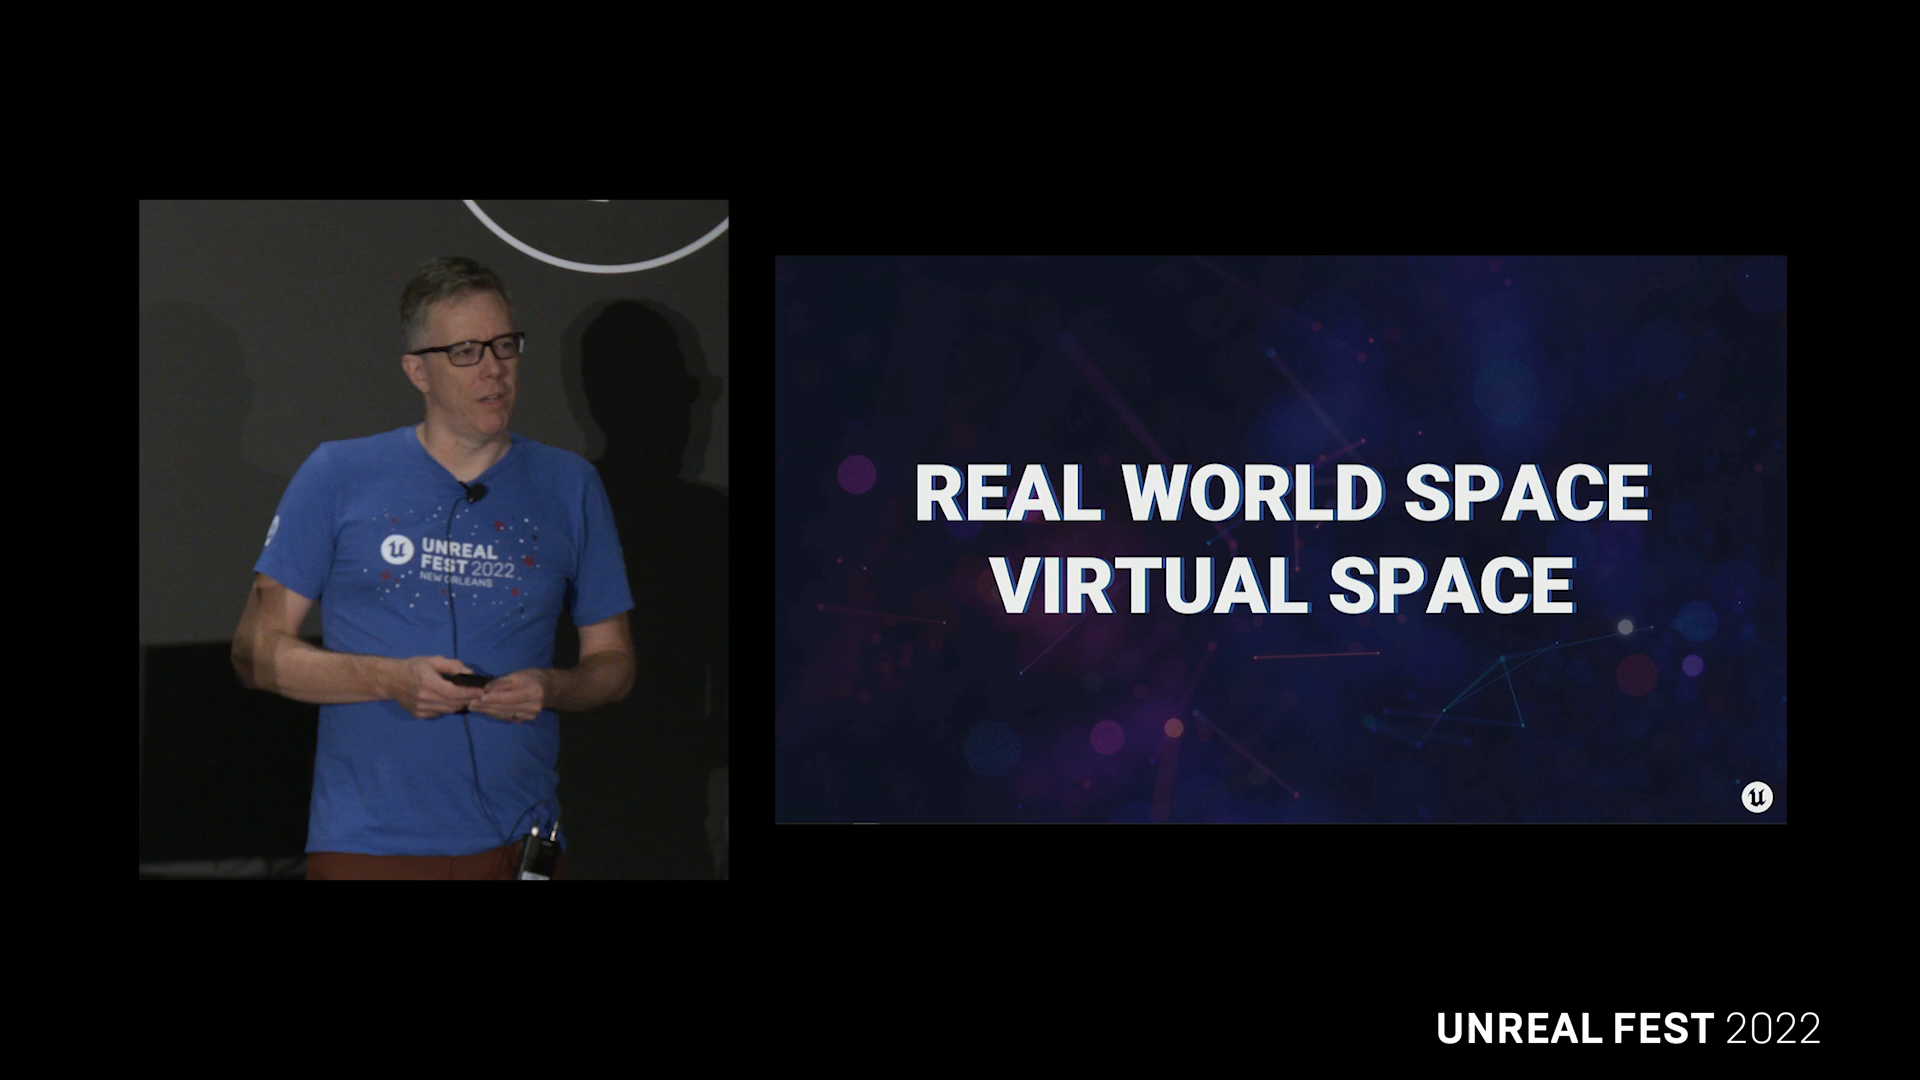 UNREAL
FEST 2022
NEW ORLEANS
REAL WORLD SPACE
VIRTUAL SPACE
UNREAL FEST 2022